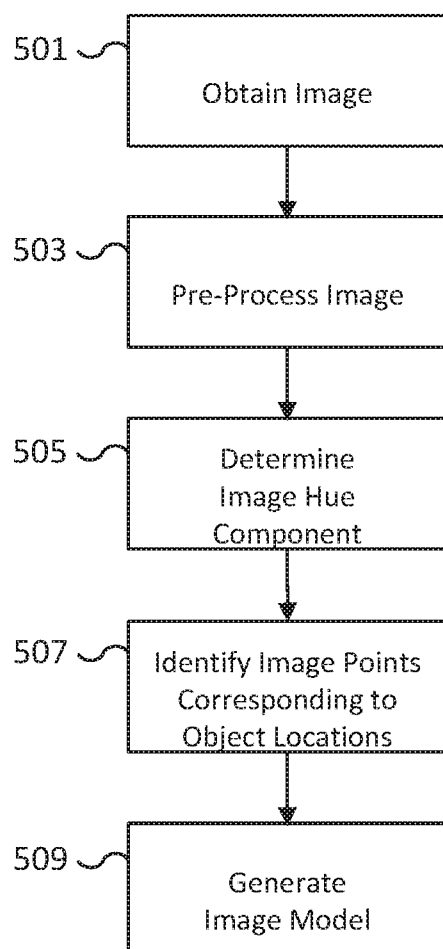 501
Obtain Image
503
Pre-Process Image
505
Determine
Image Hue
Component
507
Identify Image Points
Corresponding to
Object Locations
509
Generate
Image Model